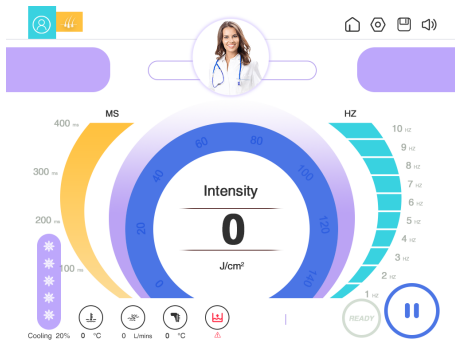 MS
HZ
400 ms
300 ms
200 ms
100 ms
10 HZ
9 HZ
8 HZ
7 HZ
6 HZ
5 HZ
4 HZ
3 HZ
2 HZ
1 HZ
0
20
40
60
80
100
120
140
Intensity
0
J/cm²
READY
Cooling 20%
0 °C
0 L/mins
0 °C